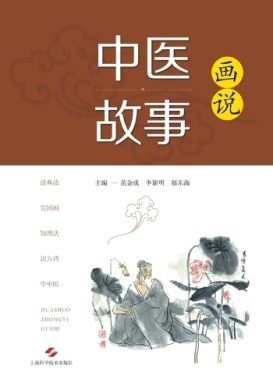 画说
中医
故事
主编 范金成 李新明 郁东海
读典故
赏国画
知理法
识方药
学中医
HUASHUO
ZHONGYI
GUSHI
上海科学技术出版社